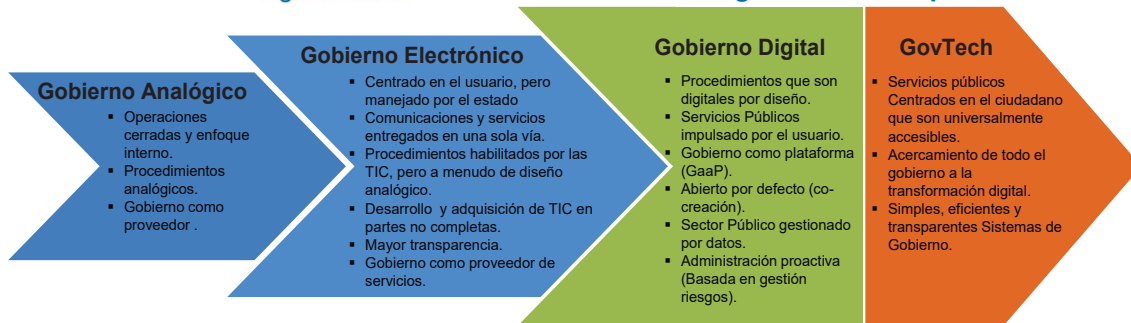 Gobierno Analógico
▪ Operaciones
cerradas y enfoque
interno.
▪ Procedimientos
analógicos.
▪ Gobierno como
proveedor .
Gobierno Electrónico
▪ Centrado en el usuario, pero
manejado por el estado
▪ Comunicaciones y servicios
entregados en una sola vía.
▪ Procedimientos habilitados por las
TIC, pero a menudo de diseño
analógico.
▪ Desarrollo y adquisición de TIC en
partes no completas.
▪ Mayor transparencia.
▪ Gobierno como proveedor de
servicios.
Gobierno Digital
▪ Procedimientos que son
digitales por diseño.
▪ Servicios Públicos
impulsado por el usuario.
▪ Gobierno como plataforma
(GaaP).
▪ Abierto por defecto (co-
creación).
▪ Sector Público gestionado
por datos.
▪ Administración proactiva
(Basada en gestión
riesgos).
GovTech
▪ Servicios públicos
Centrados en el ciudadano
que son universalmente
accesibles.
▪ Acercamiento de todo el
gobierno a la
transformación digital.
▪ Simples, eficientes y
transparentes Sistemas de
Gobierno.